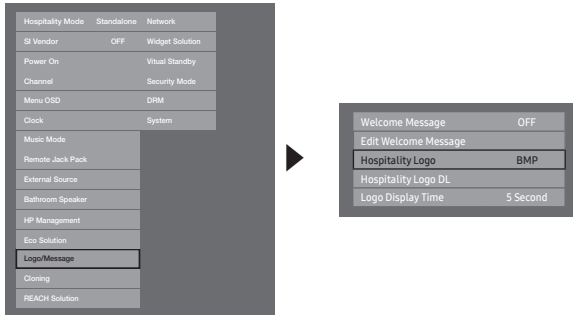 Hospitality Mode Standalone Network
SI Vendor OFF Widget Solution
Power On Vitual Standby
Channel Security Mode
Menu OSD DRM
Clock System
Music Mode
Remote Jack Pack
External Source
Bathroom Speaker
HP Management
Eco Solution
Logo/Message
Cloning
REACH Solution
Welcome Message OFF
Edit Welcome Message
Hospitality Logo BMP
Hospitality Logo DL
Logo Display Time 5 Second